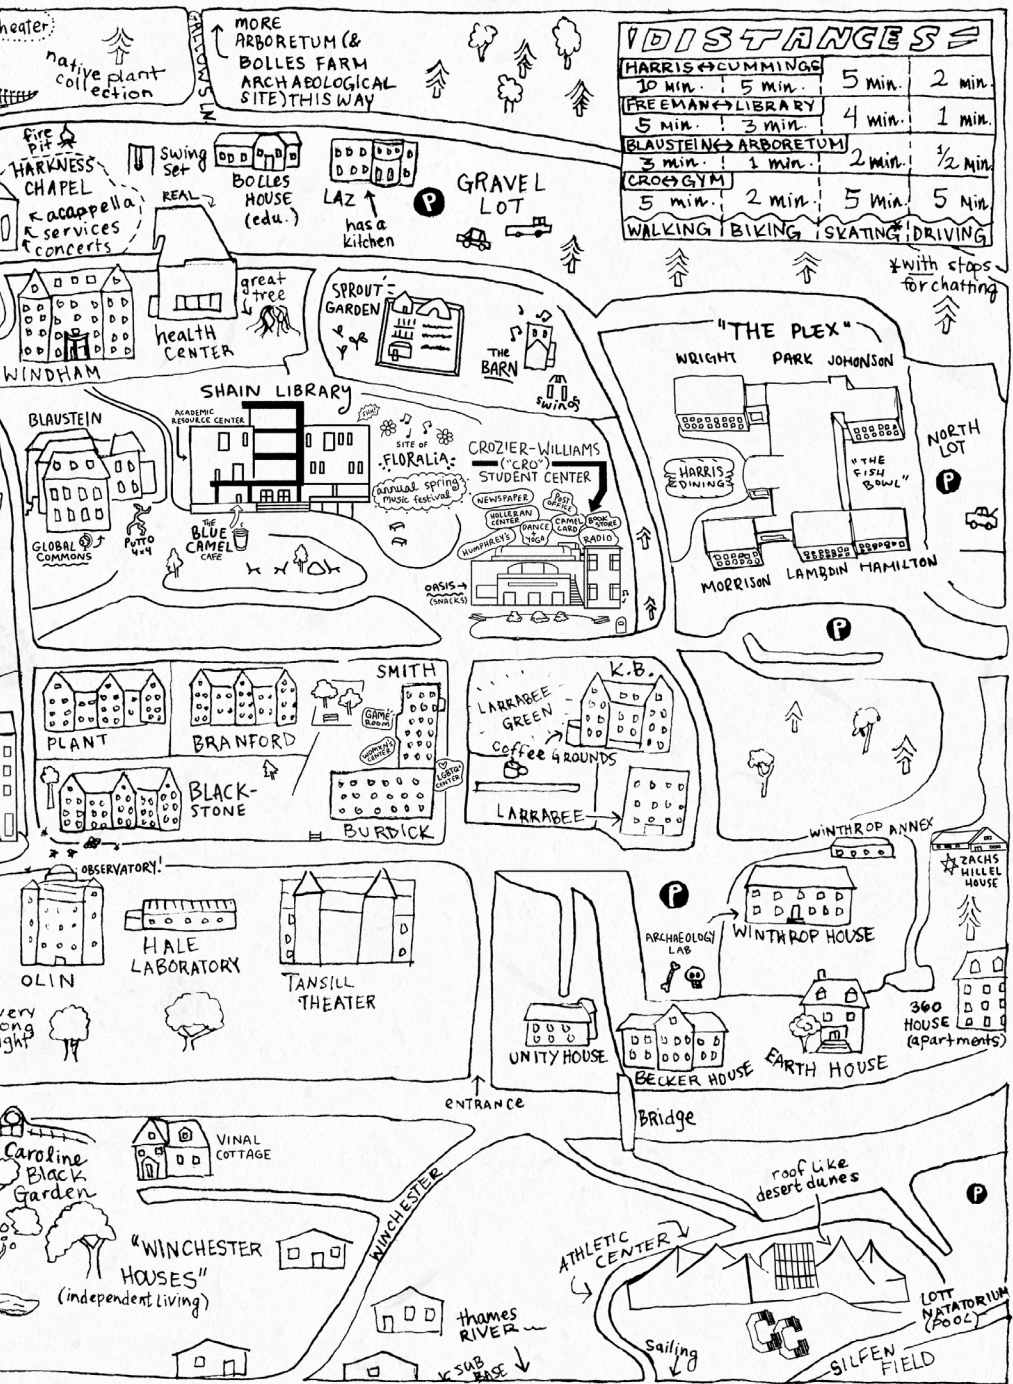 heater
native plant
collection
GALLOWS LN
MORE
ARBORETUM (&
BOLLES FARM
ARCHAEOLOGICAL
SITE) THIS WAY
DISTANCES
HARRIS↔CUMMINGS
10 min. 5 min. 5 min. 2 min.
FREEMAN↔LIBRARY
5 min. 3 min. 4 min. 1 min.
BLAUSTEIN↔ARBORETUM
3 min. 1 min. 2 min. 1/2 min.
CRO↔GYM
5 min. 2 min. 5 min. 5 min.
WALKING BIKING SKATING* DRIVING
*with stops
for chatting
fire
pit
HARKNESS
CHAPEL
acappella
services
concerts
Swing
Set
REAL
BOLLES
HOUSE
(edu.)
LAZ
has a
kitchen
P
GRAVEL
LOT
WINDHAM
health
CENTER
great
tree
SPROUT
GARDEN
THE
BARN
swings
"THE PLEX"
WRIGHT PARK JOHONSON
HARRIS
DINING
"THE
FISH
BOWL"
MORRISON LAMBDIN HAMILTON
NORTH
LOT
P
BLAUSTEIN
GLOBAL
COMMONS
PUTTO
4x4
SHAIN LIBRARY
ACADEMIC
RESOURCE CENTER
THE
BLUE
CAMEL
CAFE
FUN!
SITE OF
FLORALIA
annual spring
music festival
CROZIER-WILLIAMS
("CRO")
STUDENT CENTER
NEWSPAPER
POST
OFFICE
HOLLERAN
CENTER
DANCE
+
YOGA
CAMEL
CARD
BOOK
STORE
HUMPHREY'S
RADIO
OASIS→
(SNACKS)
P
PLANT
BRANFORD
SMITH
GAME
ROOM
WOMXN'S
CENTER
LGBTQ+
CENTER
BLACK-
STONE
BURDICK
K.B.
LARRABEE
GREEN
Coffee GROUNDS
LARRABEE
OBSERVATORY!
OLIN
HALE
LABORATORY
TANSILL
THEATER
P
ARCHAEOLOGY
LAB
WINTHROP ANNEX
WINTHROP HOUSE
ZACHS
HILLEL
HOUSE
UNITY HOUSE
BECKER HOUSE
EARTH HOUSE
360
HOUSE
(apartments)
very
ong
ight
ENTRANCE
Bridge
Caroline
Black
Garden
VINAL
COTTAGE
WINCHESTER
"WINCHESTER
HOUSES"
(independent living)
thames
RIVER
SUB
BASE
ATHLETIC
CENTER
roof like
desert dunes
P
CC
Sailing
LOTT
NATATORIUM
(POOL)
SILFEN
FIELD